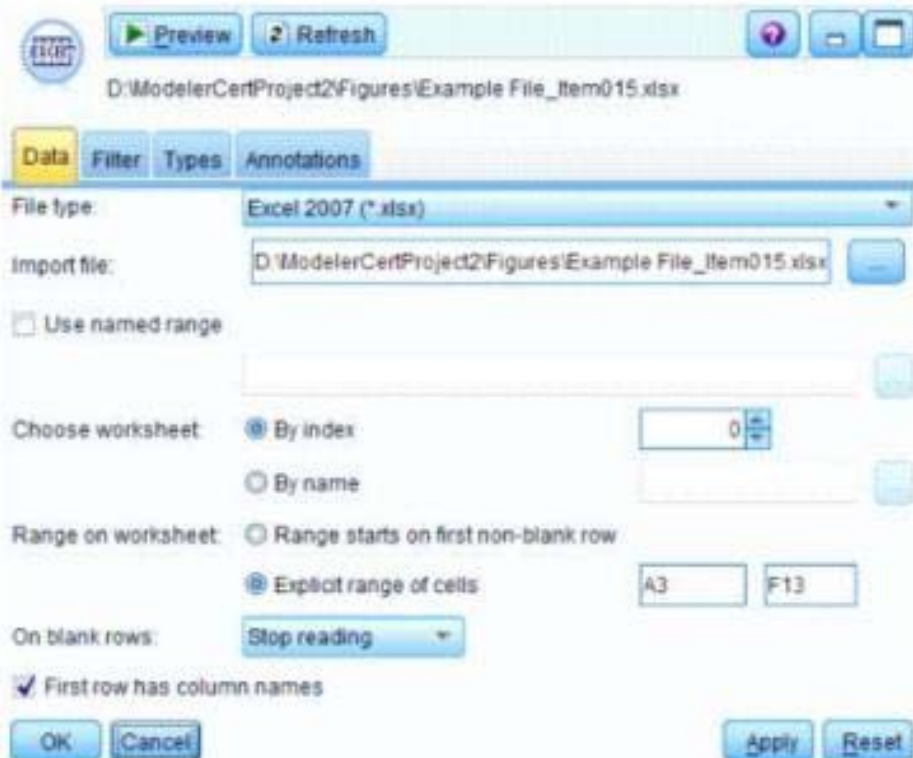 EXCEL
Preview
Refresh
D:\ModelerCertProject2\Figures\Example File_Item015.xlsx
Data Filter Types Annotations
File type: Excel 2007 (*.xlsx)
Import file: D:\ModelerCertProject2\Figures\Example File_Item015.xlsx ...
Use named range
...
Choose worksheet: By index 0
By name ...
Range on worksheet: Range starts on first non-blank row
Explicit range of cells A3 F13
On blank rows: Stop reading
First row has column names
OK Cancel Apply Reset